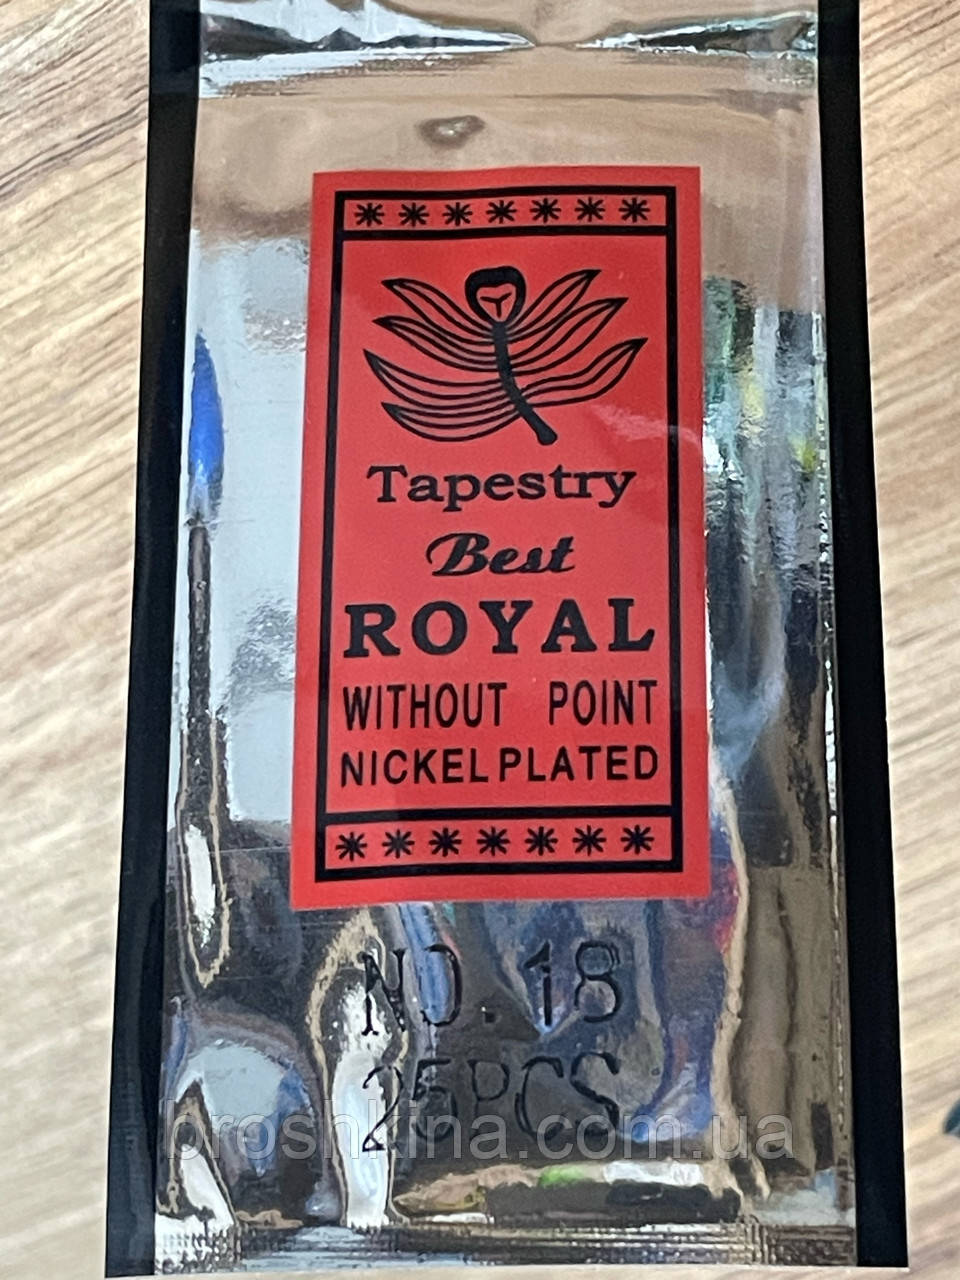 Tapestry
Best
ROYAL
WITHOUT POINT
NICKEL PLATED
NO.18
25PCS
broshkina.com.ua